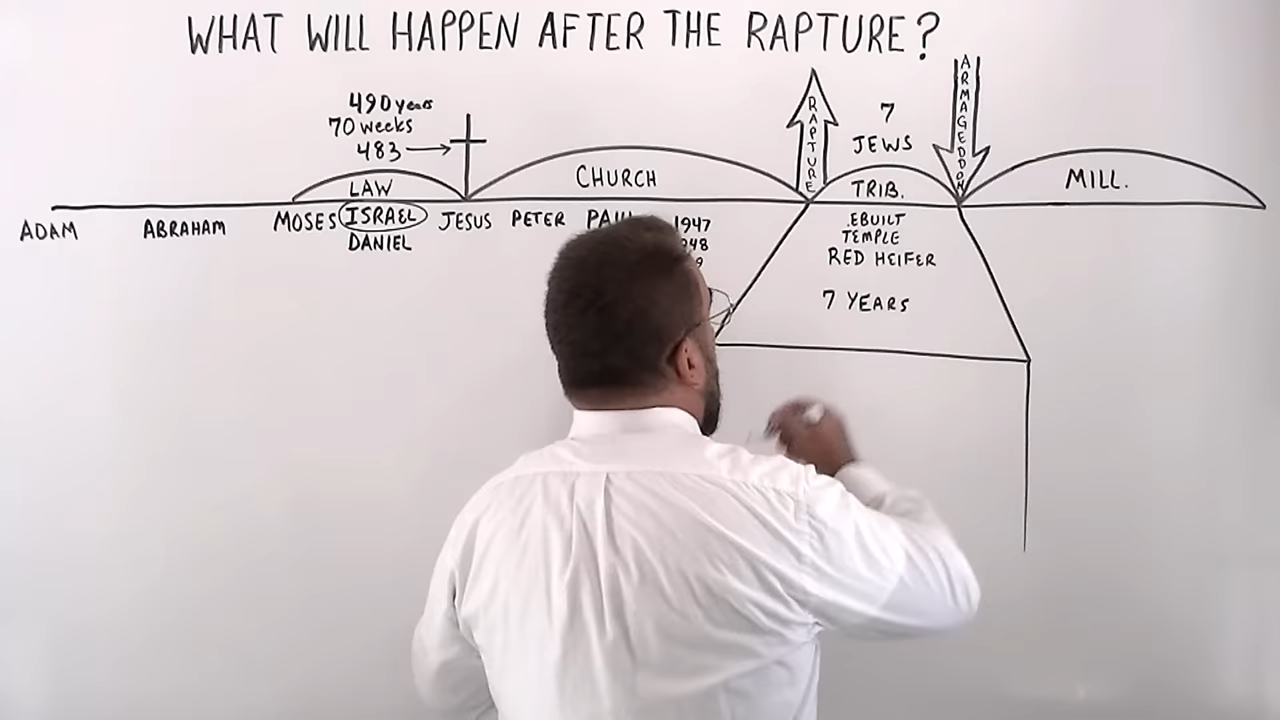 WHAT WILL HAPPEN AFTER THE RAPTURE?
490 years
70 weeks
483
LAW
CHURCH
RAPTURE
7
JEWS
TRIB.
ARMAGEDDON
MILL.
ADAM
ABRAHAM
MOSES ISRAEL JESUS PETER
DANIEL
1947
EBUILT
TEMPLE
RED HEIFER
7 YEARS